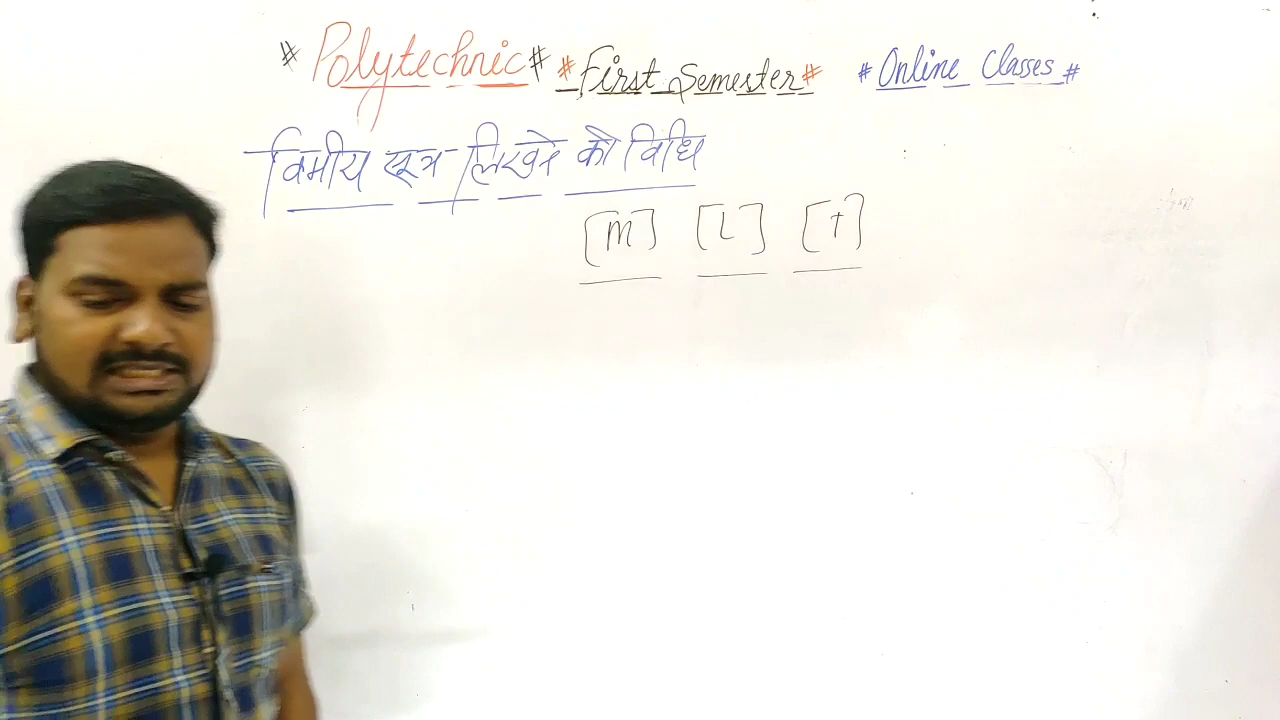 # Polytechnic # * First Semester # # Online Classes #
विमीय सूत्र लिखने की विधि
[M] [L] [T]